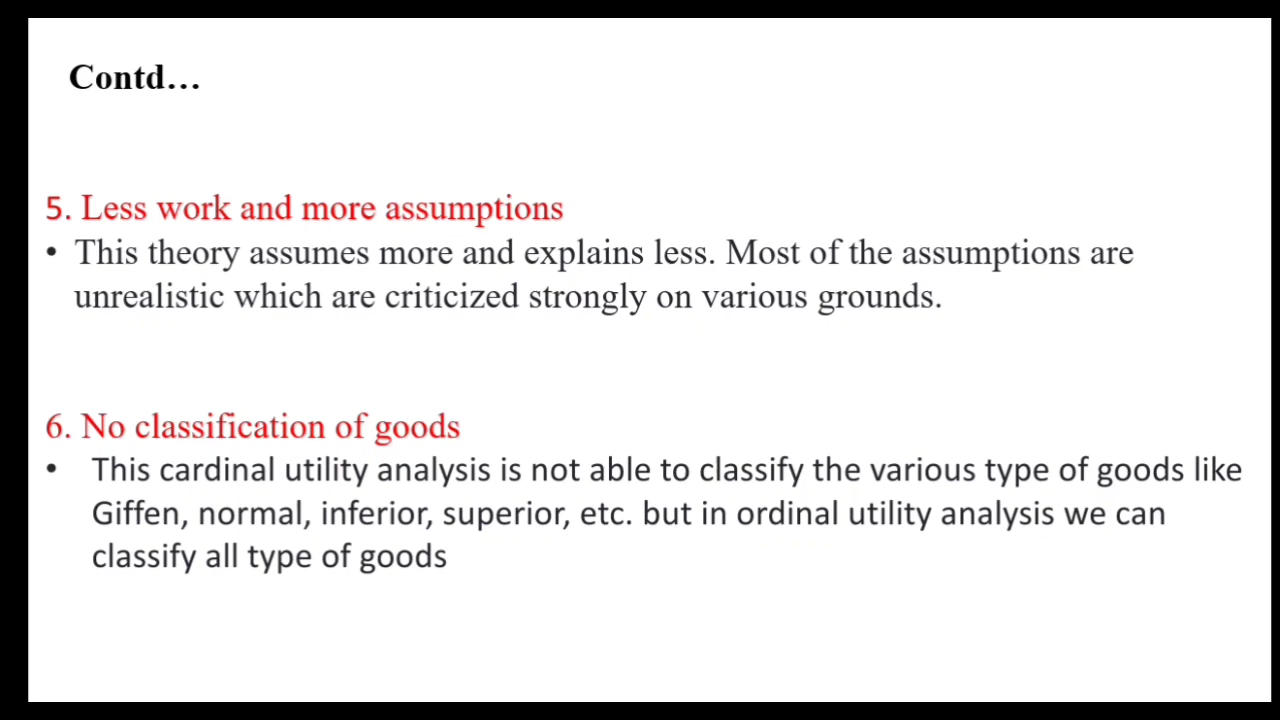 Contd…
5. Less work and more assumptions
• This theory assumes more and explains less. Most of the assumptions are
unrealistic which are criticized strongly on various grounds.
6. No classification of goods
• This cardinal utility analysis is not able to classify the various type of goods like
Giffen, normal, inferior, superior, etc. but in ordinal utility analysis we can
classify all type of goods